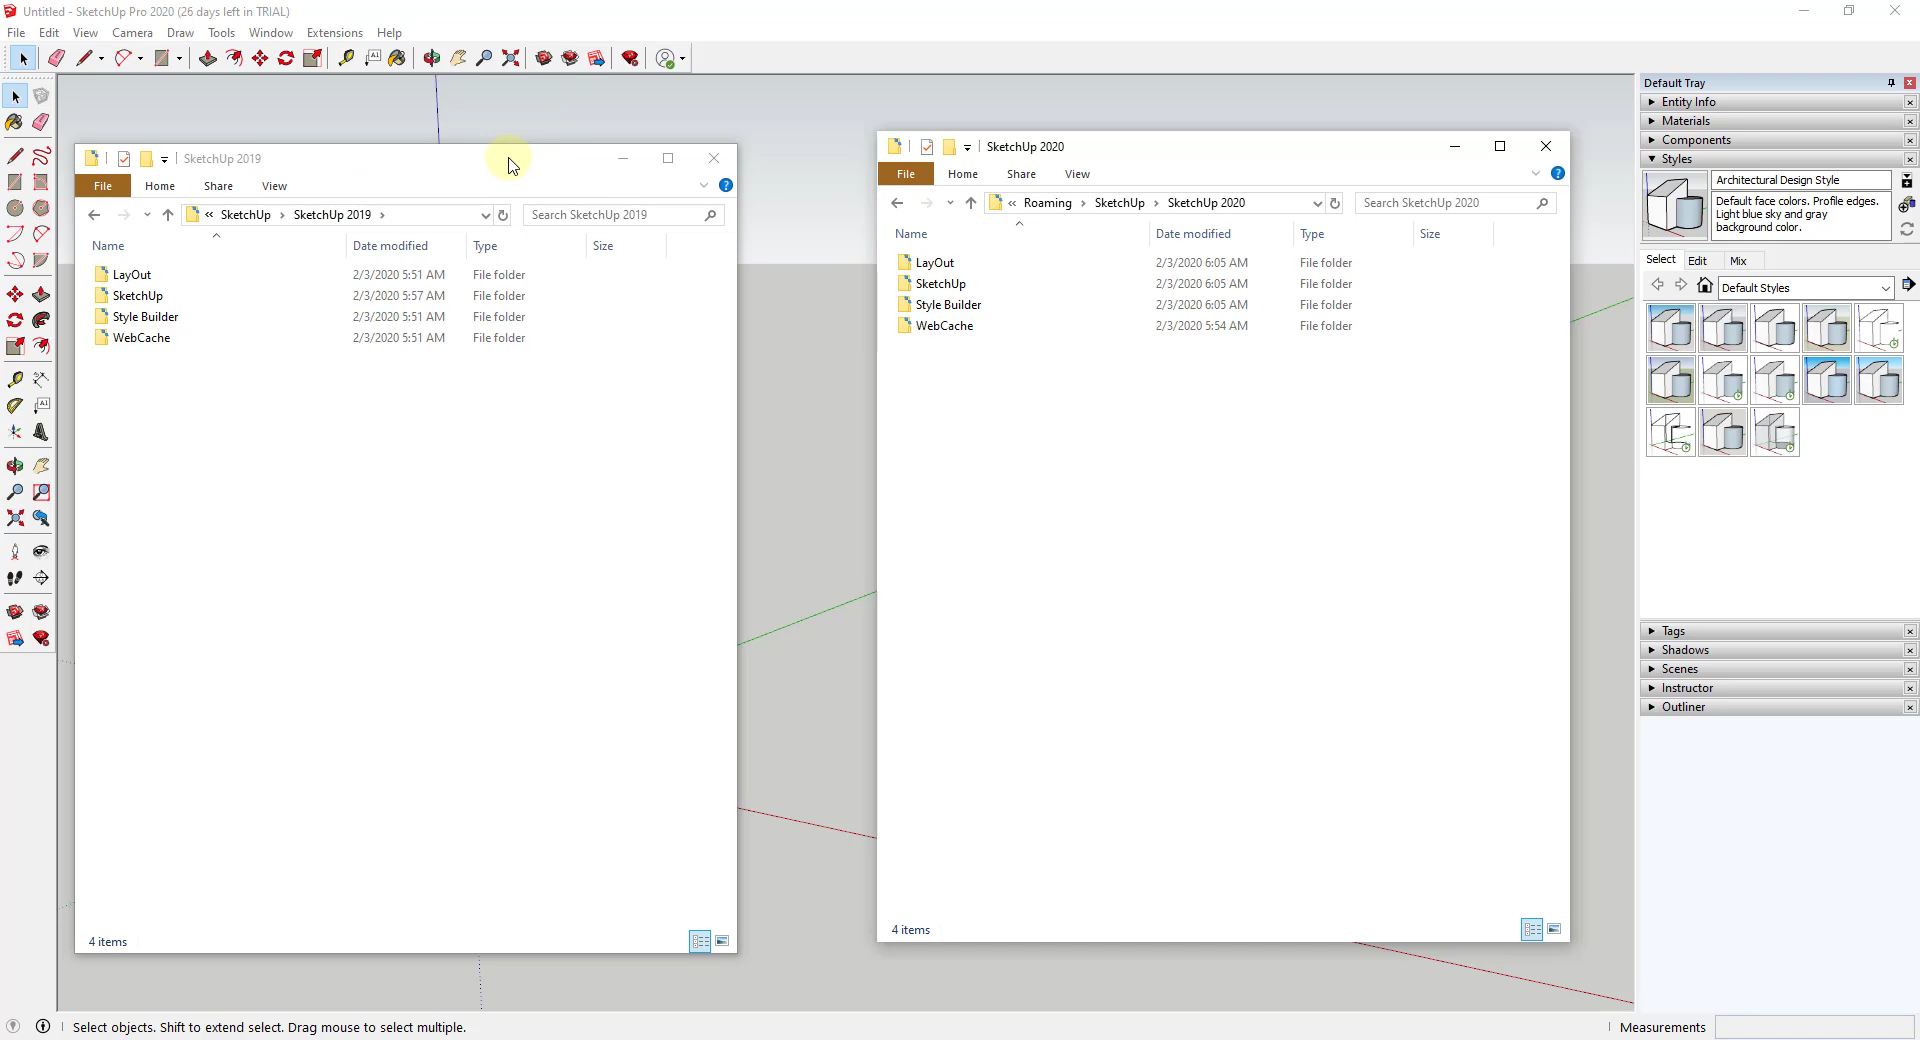 Untitled - SketchUp Pro 2020 (26 days left in TRIAL)
File Edit View Camera Draw Tools Window Extensions Help
SketchUp 2019
File Home Share View
« SketchUp › SketchUp 2019 ›
Search SketchUp 2019
Name Date modified Type Size
LayOut 2/3/2020 5:51 AM File folder
SketchUp 2/3/2020 5:57 AM File folder
Style Builder 2/3/2020 5:51 AM File folder
WebCache 2/3/2020 5:51 AM File folder
4 items
SketchUp 2020
File Home Share View
« Roaming › SketchUp › SketchUp 2020
Search SketchUp 2020
Name Date modified Type Size
LayOut 2/3/2020 6:05 AM File folder
SketchUp 2/3/2020 6:05 AM File folder
Style Builder 2/3/2020 6:05 AM File folder
WebCache 2/3/2020 5:54 AM File folder
4 items
Default Tray
Entity Info
Materials
Components
Styles
Architectural Design Style
Default face colors. Profile edges.
Light blue sky and gray
background color.
Select Edit Mix
Default Styles
Tags
Shadows
Scenes
Instructor
Outliner
Select objects. Shift to extend select. Drag mouse to select multiple.
Measurements